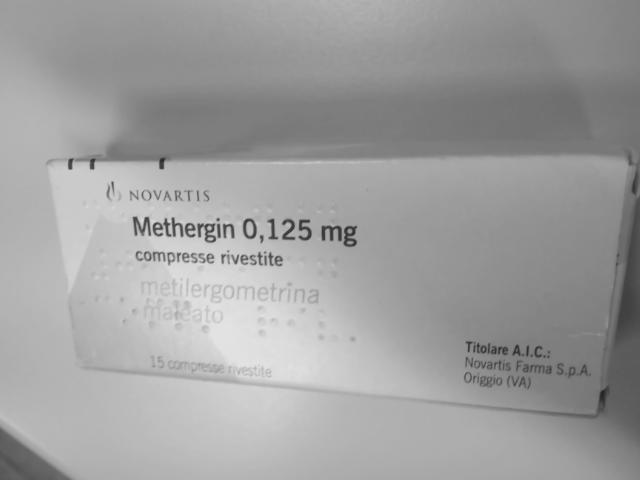 NOVARTIS
Methergin 0,125 mg
compresse rivestite
metilergometrina
maleato
15 compresse rivestite
Titolare A.I.C.:
Novartis Farma S.p.A.
Origgio (VA)